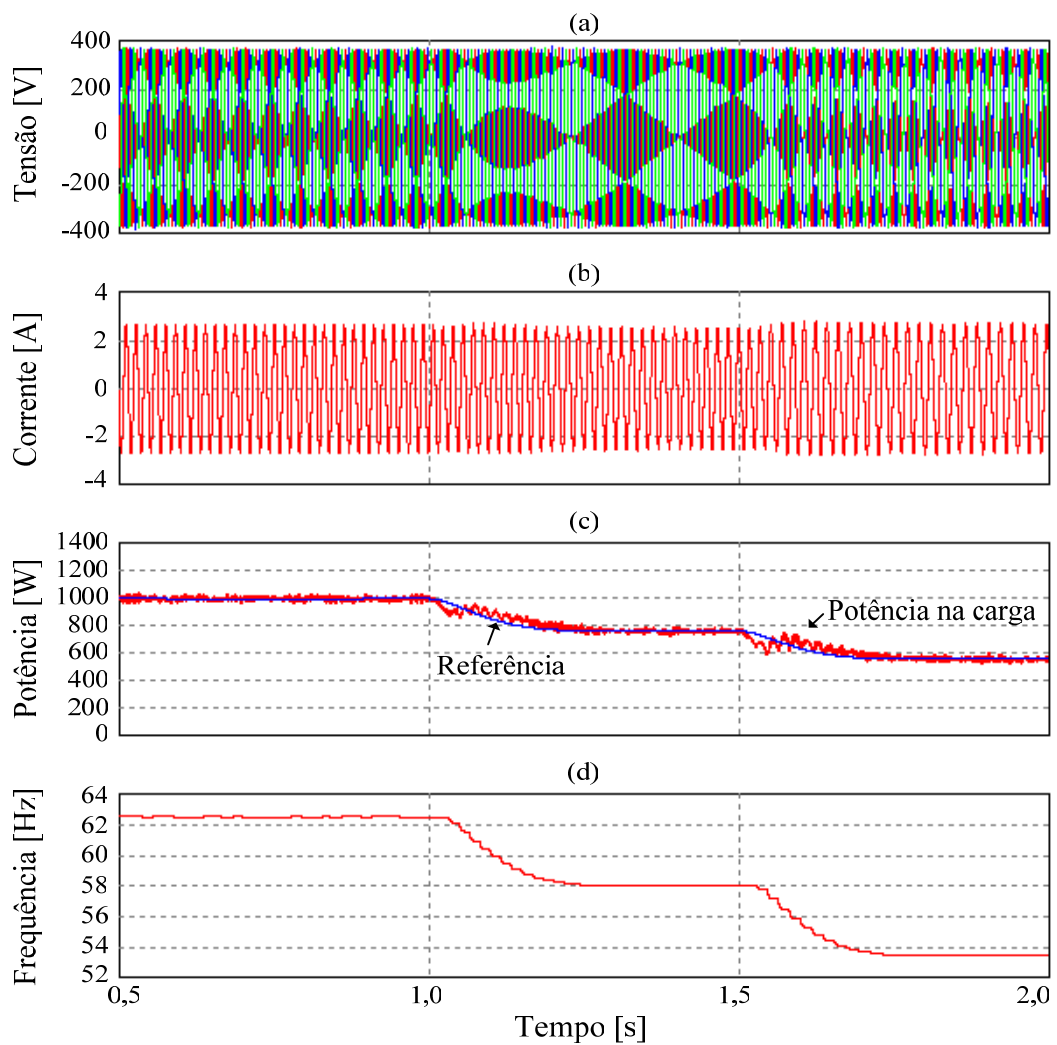 (a)
Tensão [V]
400
200
0
-200
-400
(b)
Corrente [A]
4
2
0
-2
-4
(c)
Potência [W]
1400
1200
1000
800
600
400
200
0
Potência na carga
Referência
(d)
Frequência [Hz]
64
62
60
58
56
54
52
0,5 1,0 1,5 2,0
Tempo [s]